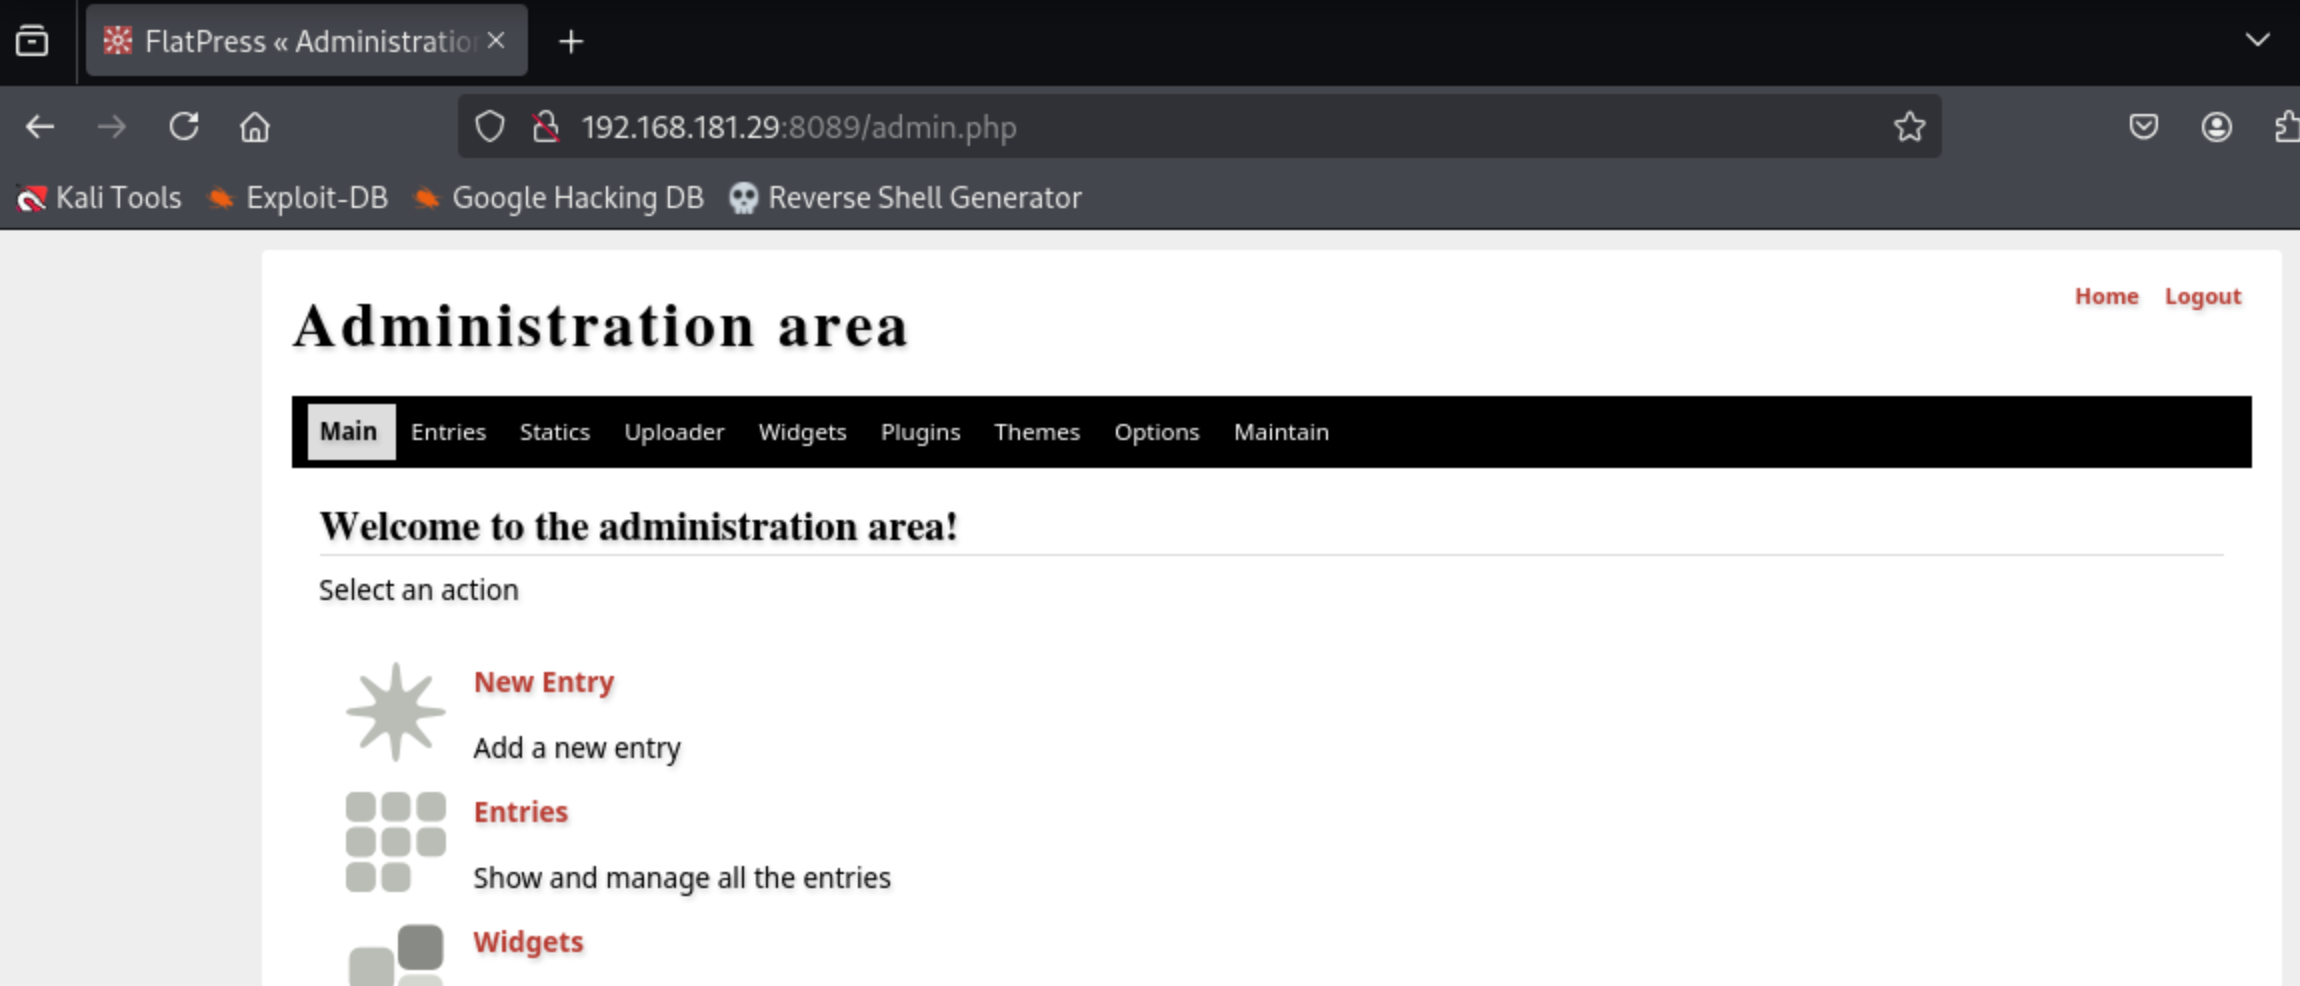 FlatPress « Administration
192.168.181.29:8089/admin.php
Kali Tools Exploit-DB Google Hacking DB Reverse Shell Generator
Home Logout
Administration area
Main Entries Statics Uploader Widgets Plugins Themes Options Maintain
Welcome to the administration area!
Select an action
New Entry
Add a new entry
Entries
Show and manage all the entries
Widgets